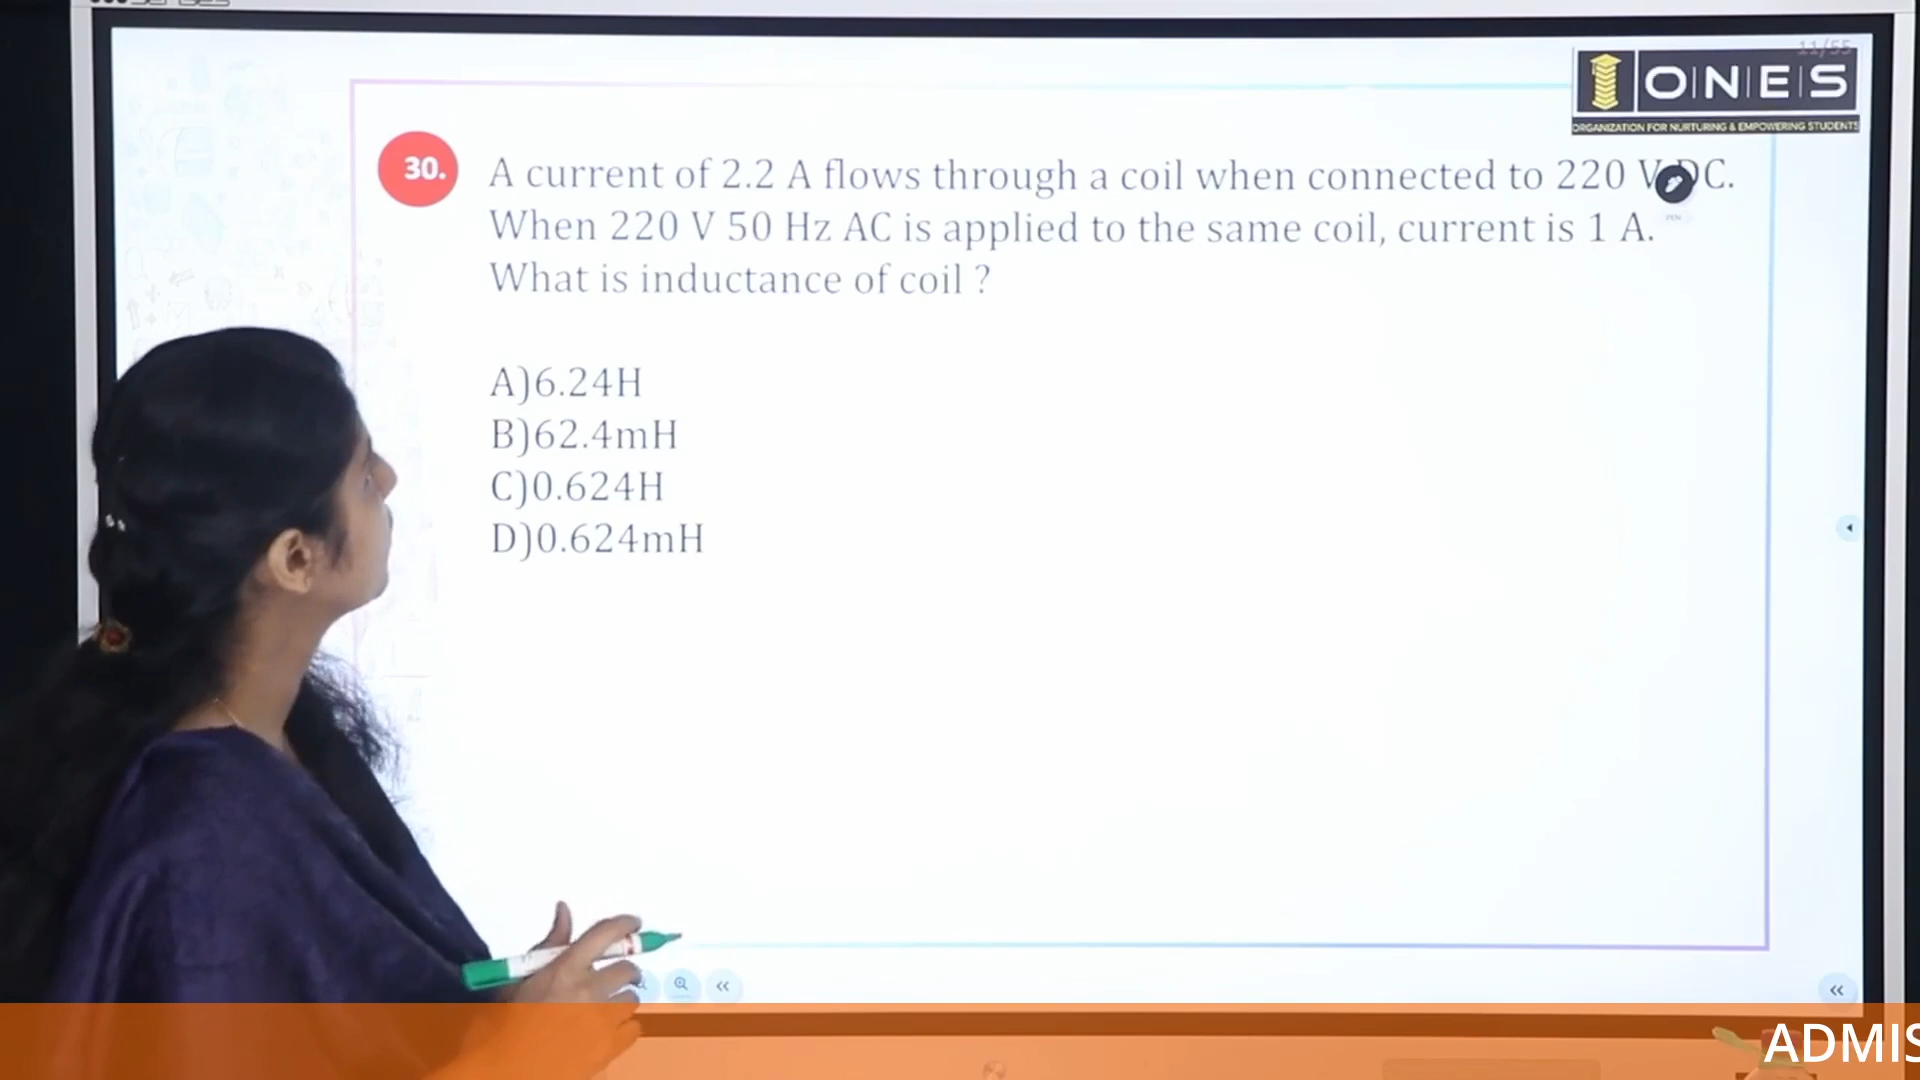 11/55
O|N|E|S
ORGANIZATION FOR NURTURING & EMPOWERING STUDENTS
30.
A current of 2.2 A flows through a coil when connected to 220 V DC.
When 220 V 50 Hz AC is applied to the same coil, current is 1 A.
What is inductance of coil ?
A)6.24H
B)62.4mH
C)0.624H
D)0.624mH
ADMIS